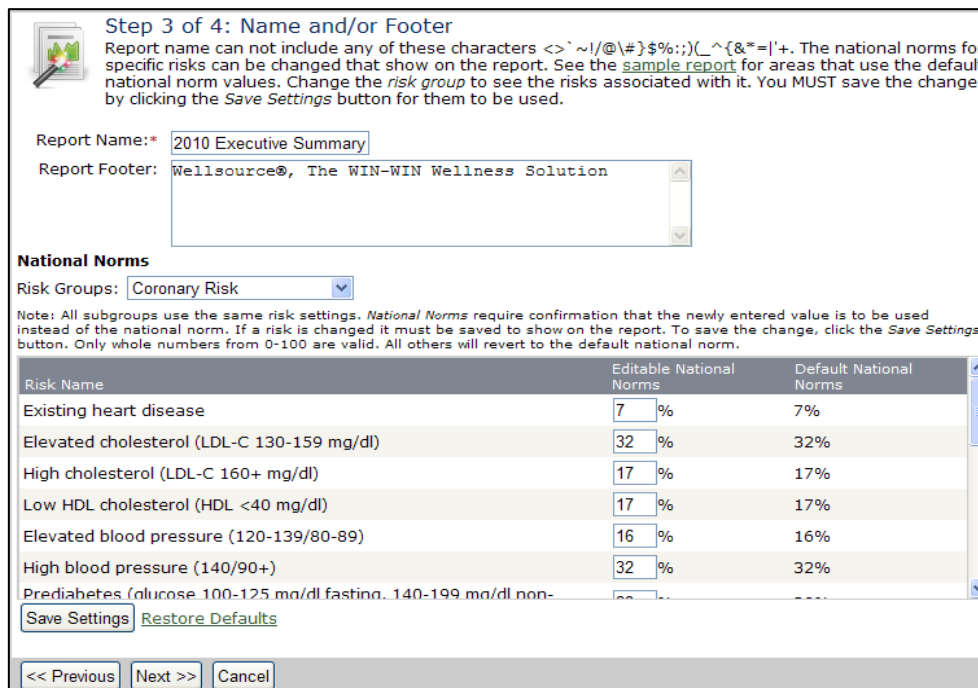 Step 3 of 4: Name and/or Footer
Report name can not include any of these characters <>`~!/@\#}$%:;)(_^{&*=|'+. The national norms fo
specific risks can be changed that show on the report. See the sample report for areas that use the default
national norm values. Change the risk group to see the risks associated with it. You MUST save the change
by clicking the Save Settings button for them to be used.
Report Name:* 2010 Executive Summary
Report Footer: Wellsource®, The WIN-WIN Wellness Solution
National Norms
Risk Groups: Coronary Risk
Note: All subgroups use the same risk settings. National Norms require confirmation that the newly entered value is to be used
instead of the national norm. If a risk is changed it must be saved to show on the report. To save the change, click the Save Settings
button. Only whole numbers from 0-100 are valid. All others will revert to the default national norm.
Risk Name Editable National Norms Default National Norms
Existing heart disease 7 % 7%
Elevated cholesterol (LDL-C 130-159 mg/dl) 32 % 32%
High cholesterol (LDL-C 160+ mg/dl) 17 % 17%
Low HDL cholesterol (HDL <40 mg/dl) 17 % 17%
Elevated blood pressure (120-139/80-89) 16 % 16%
High blood pressure (140/90+) 32 % 32%
Prediabetes (glucose 100-125 mg/dl fasting, 140-199 mg/dl non-
Save Settings Restore Defaults
<< Previous Next >> Cancel